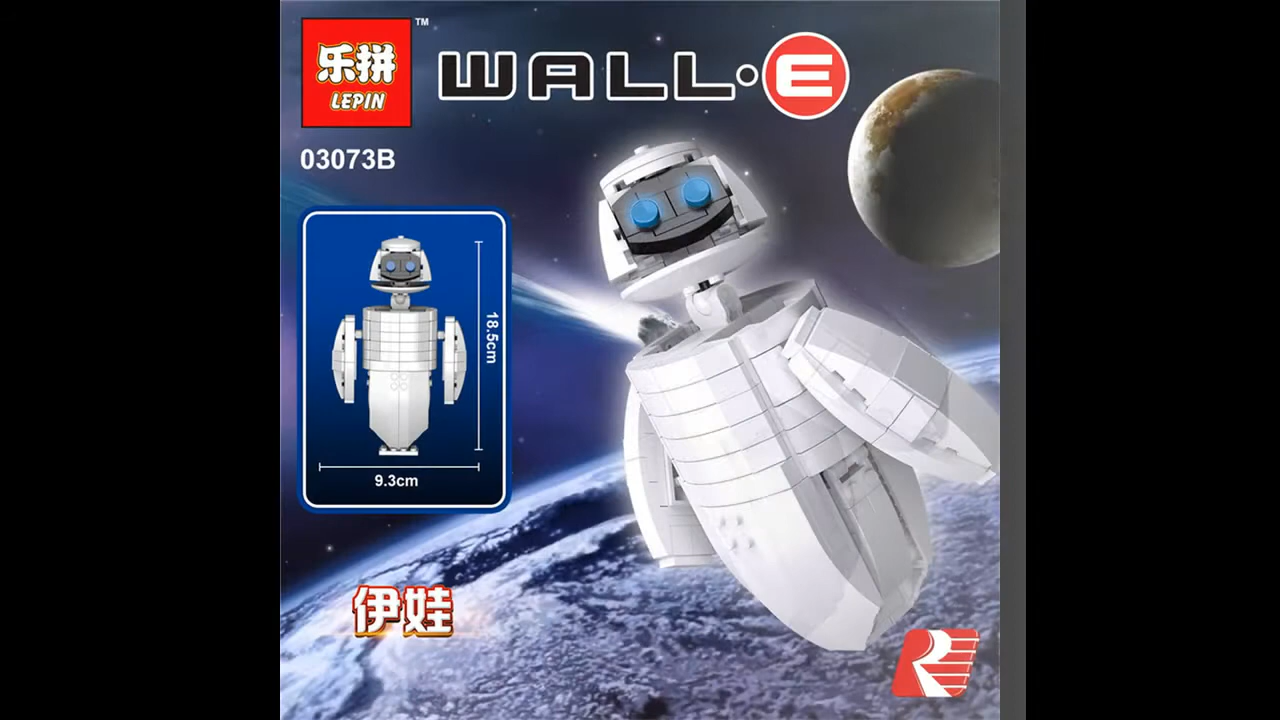 乐拼
TM
LEPIN
WALL·E
03073B
18.5cm
9.3cm
伊娃
R